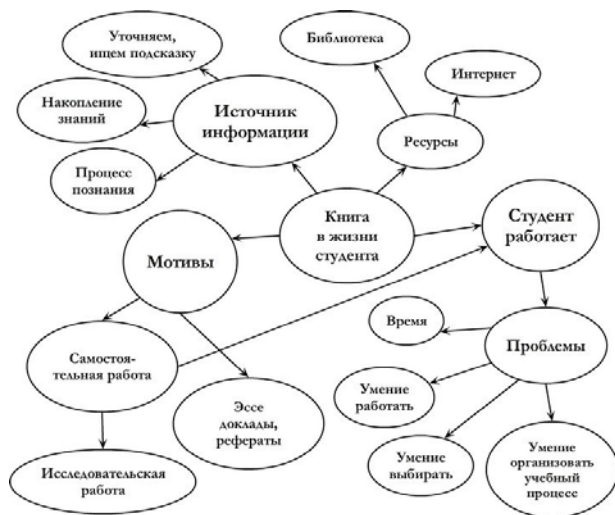 Уточняем,
ищем подсказку
Библиотека
Интернет
Накопление
знаний
Источник
информации
Ресурсы
Процесс
познания
Книга
в жизни
студента
Студент
работает
Мотивы
Время
Проблемы
Самостоя-
тельная работа
Умение
работать
Эссе
доклады,
рефераты
Умение
выбирать
Умение
организовать
учебный
процесс
Исследовательская
работа